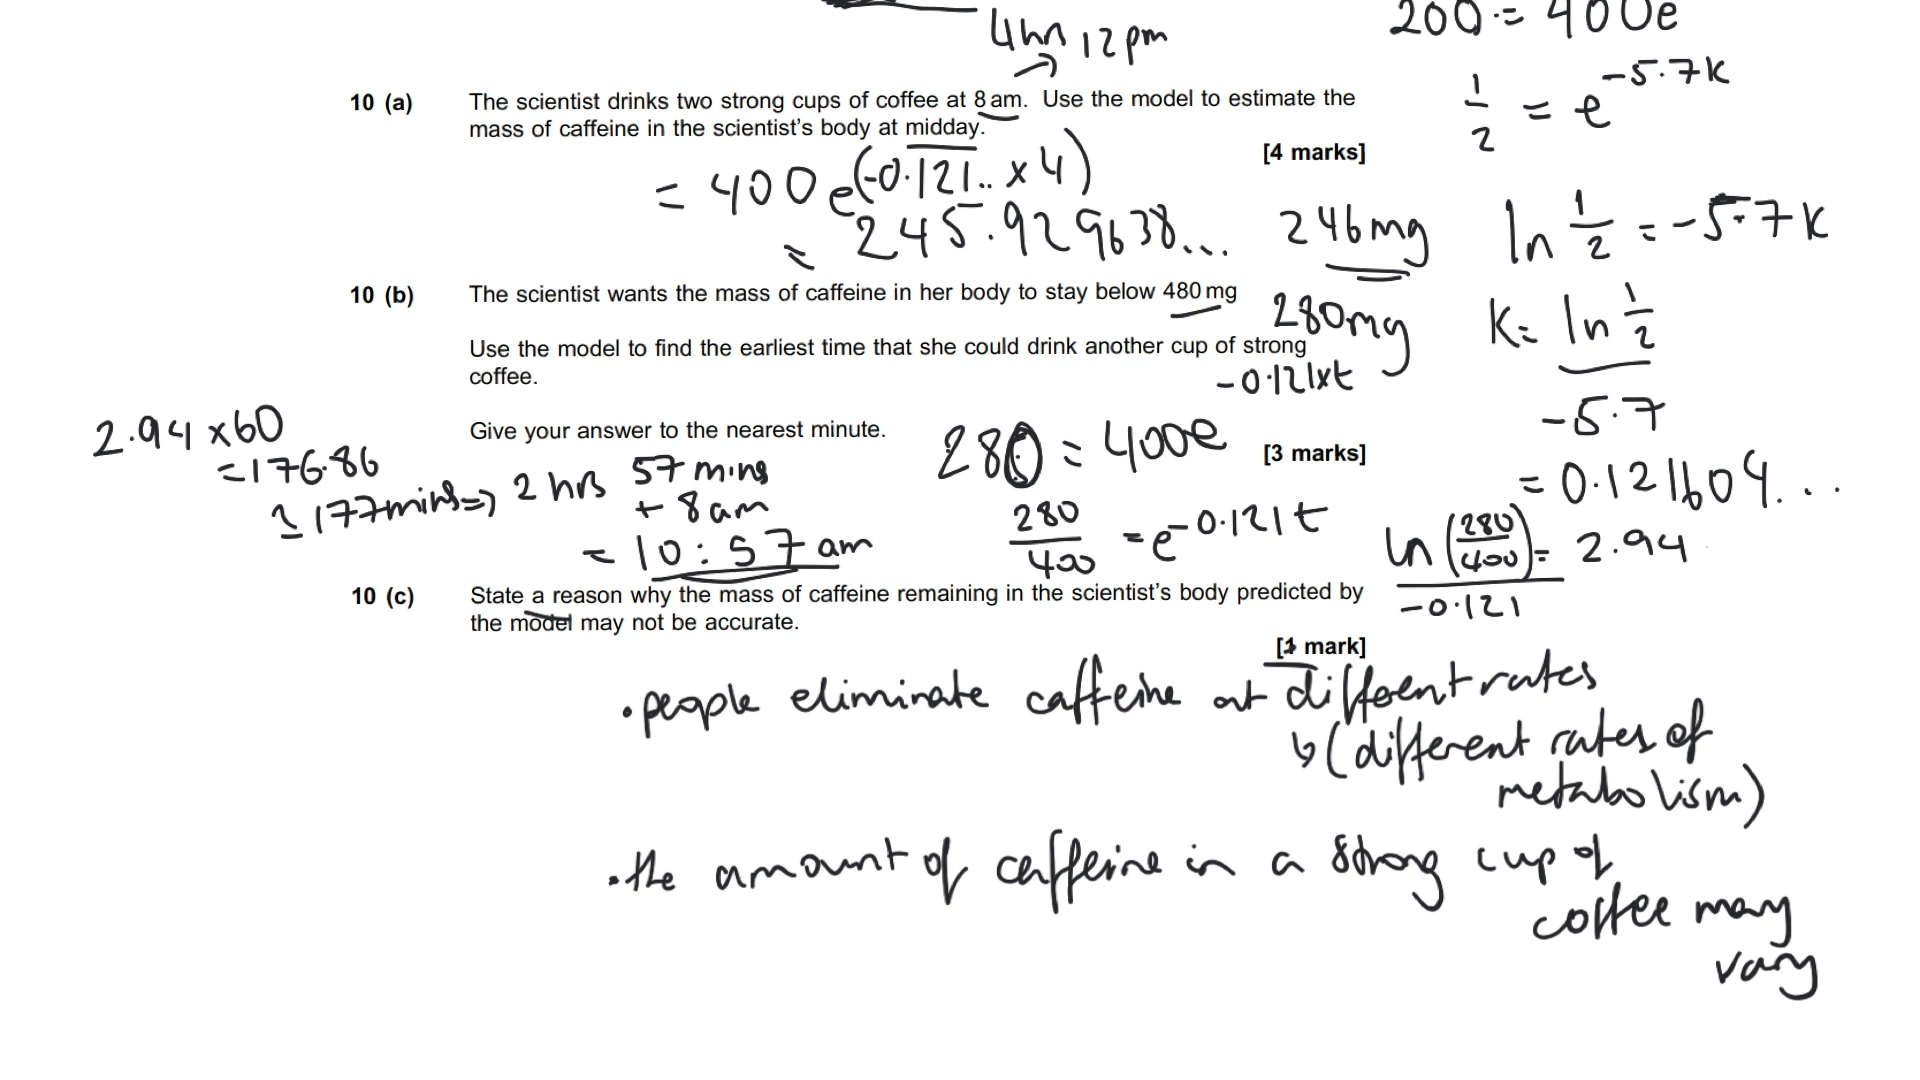 4hrs 12pm
200 = 400e
-5.7k
1/2 = e
10 (a) The scientist drinks two strong cups of coffee at 8 am. Use the model to estimate the
mass of caffeine in the scientist's body at midday.
[4 marks]
= 400e(-0.121.. x 4)
= 245.929638... 246mg
ln 1/2 = -5.7k
10 (b) The scientist wants the mass of caffeine in her body to stay below 480 mg
280mg
k = ln 1/2
-5.7
= 0.121604...
Use the model to find the earliest time that she could drink another cup of strong
coffee.
-0.121xt
Give your answer to the nearest minute.
280 = 400e
[3 marks]
280/400 = e-0.121t
ln(280/400) = 2.94
-0.121
2.94 x60
=176.86
≃177mins=> 2 hrs 57 mins
+ 8am
= 10:57am
10 (c) State a reason why the mass of caffeine remaining in the scientist's body predicted by
the model may not be accurate.
[1 mark]
• people eliminate caffeine at different rates
↳ (different rates of
metabolism)
• the amount of caffeine in a strong cup of
coffee may
vary